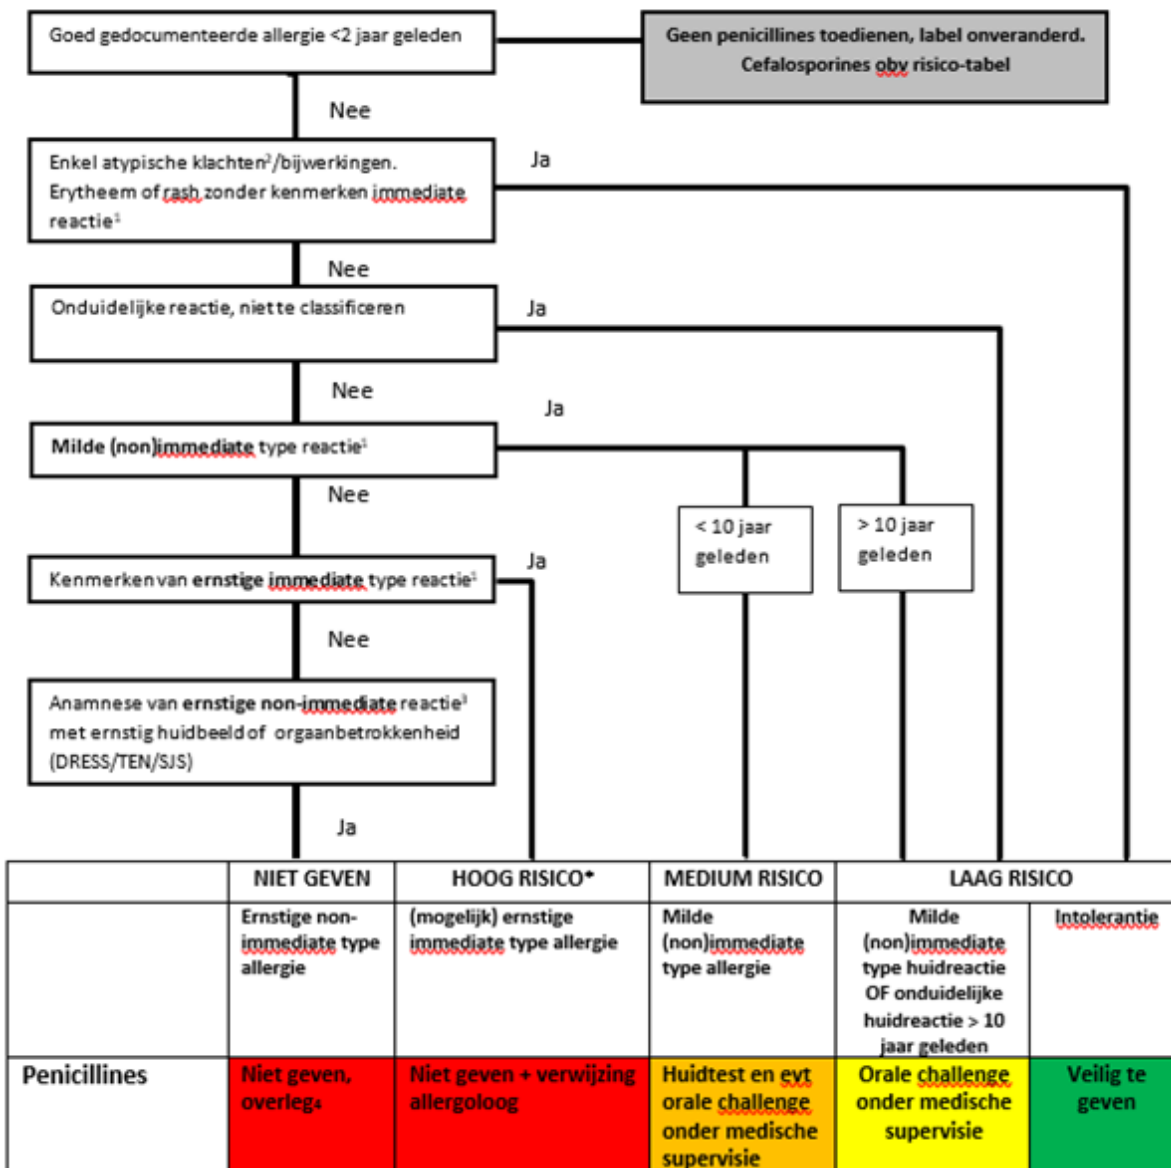 Goed gedocumenteerde allergie <2 jaar geleden
Geen penicillines toedienen, label onveranderd.
Cefalosporines obv risico-tabel
Nee
Enkel atypische klachten²/bijwerkingen.
Erytheem of rash zonder kenmerken immediate
reactie¹
Ja
Nee
Onduidelijke reactie, niet te classificeren
Ja
Nee
Ja
Milde (non)immediate type reactie¹
Nee
< 10 jaar
geleden
> 10 jaar
geleden
Ja
Kenmerken van ernstige immediate type reactie¹
Nee
Anamnese van ernstige non-immediate reactie³
met ernstig huidbeeld of orgaanbetrokkenheid
(DRESS/TEN/SJS)
Ja
NIET GEVEN
HOOG RISICO*
MEDIUM RISICO
LAAG RISICO
Ernstige non-
immediate type
allergie
(mogelijk) ernstige
immediate type allergie
Milde
(non)immediate
type allergie
Milde
(non)immediate
type huidreactie
OF onduidelijke
huidreactie > 10
jaar geleden
Intolerantie
Penicillines
Niet geven,
overleg₄
Niet geven + verwijzing
allergoloog
Huidtest en evt
orale challenge
onder medische
supervisie
Orale challenge
onder medische
supervisie
Veilig te
geven